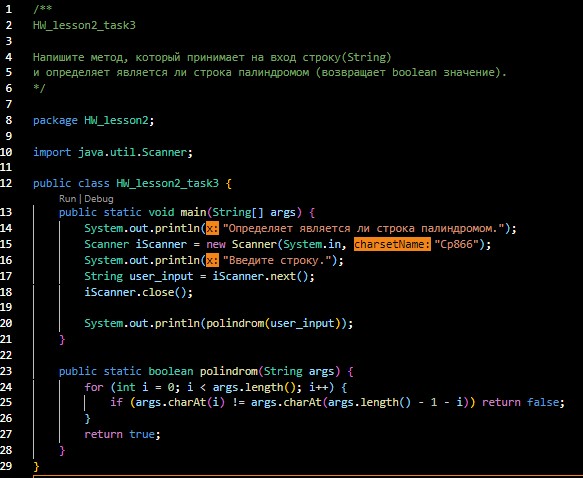 1 /**
2 HW_lesson2_task3
3
4 Напишите метод, который принимает на вход строку(String)
5 и определяет является ли строка палиндромом (возвращает boolean значение).
6 */
7
8 package HW_lesson2;
9
10 import java.util.Scanner;
11
12 public class HW_lesson2_task3 {
Run | Debug
13 public static void main(String[] args) {
14 System.out.println(x: "Определяет является ли строка палиндромом.");
15 Scanner iScanner = new Scanner(System.in, charsetName: "Cp866");
16 System.out.println(x: "Введите строку.");
17 String user_input = iScanner.next();
18 iScanner.close();
19
20 System.out.println(polindrom(user_input));
21 }
22
23 public static boolean polindrom(String args) {
24 for (int i = 0; i < args.length(); i++) {
25 if (args.charAt(i) != args.charAt(args.length() - 1 - i)) return false;
26 }
27 return true;
28 }
29 }